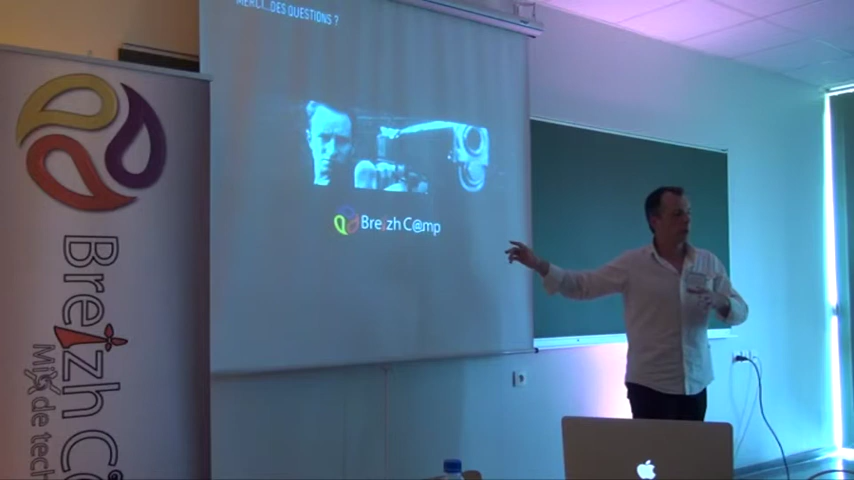 MERCI...DES QUESTIONS ?
BreizhC@mp
Breizh C@
Mix de tech